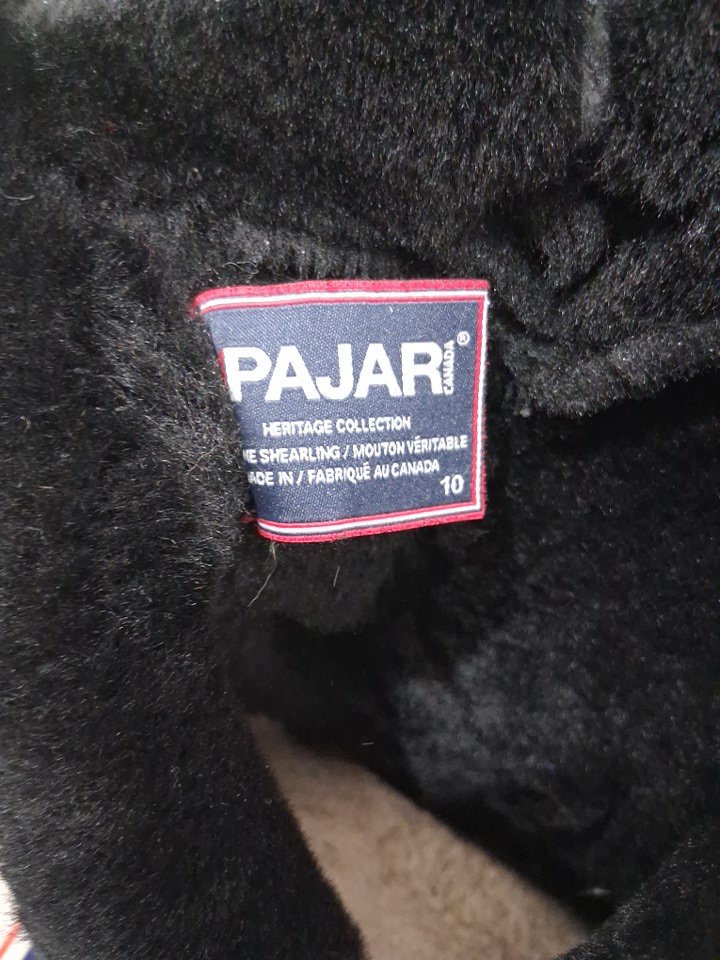 PAJAR CANADA ®
HERITAGE COLLECTION
SHEARLING / MOUTON VÉRITABLE
IN / FABRIQUÉ AU CANADA
10